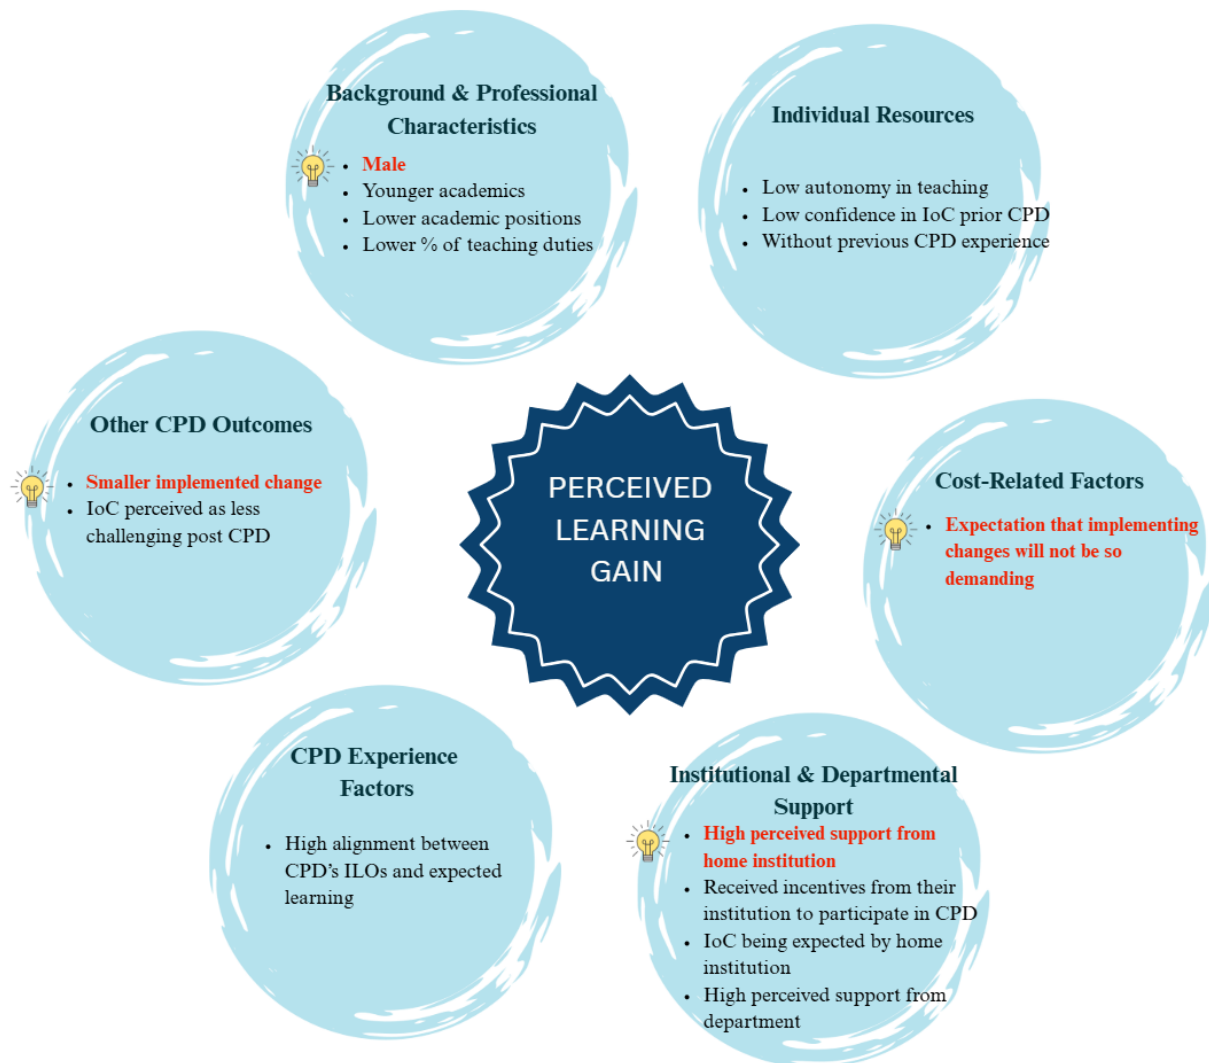 Background & Professional
Characteristics
• Male
• Younger academics
• Lower academic positions
• Lower % of teaching duties
Individual Resources
• Low autonomy in teaching
• Low confidence in IoC prior CPD
• Without previous CPD experience
Other CPD Outcomes
• Smaller implemented change
• IoC perceived as less
challenging post CPD
PERCEIVED
LEARNING
GAIN
Cost-Related Factors
• Expectation that implementing
changes will not be so
demanding
CPD Experience
Factors
• High alignment between
CPD’s ILOs and expected
learning
Institutional & Departmental
Support
• High perceived support from
home institution
• Received incentives from their
institution to participate in CPD
• IoC being expected by home
institution
• High perceived support from
department